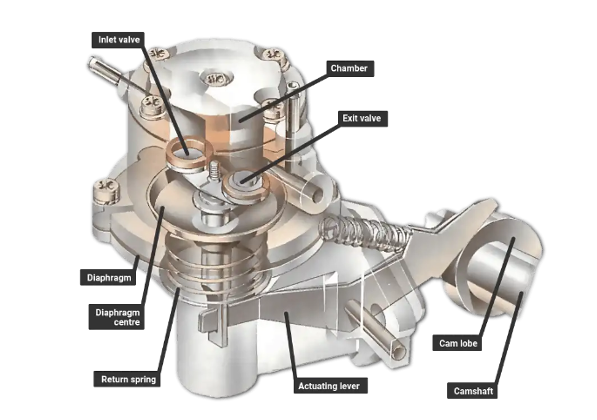 Inlet valve
Chamber
Exit valve
Diaphragm
Diaphragm
centre
Return spring
Actuating lever
Cam lobe
Camshaft